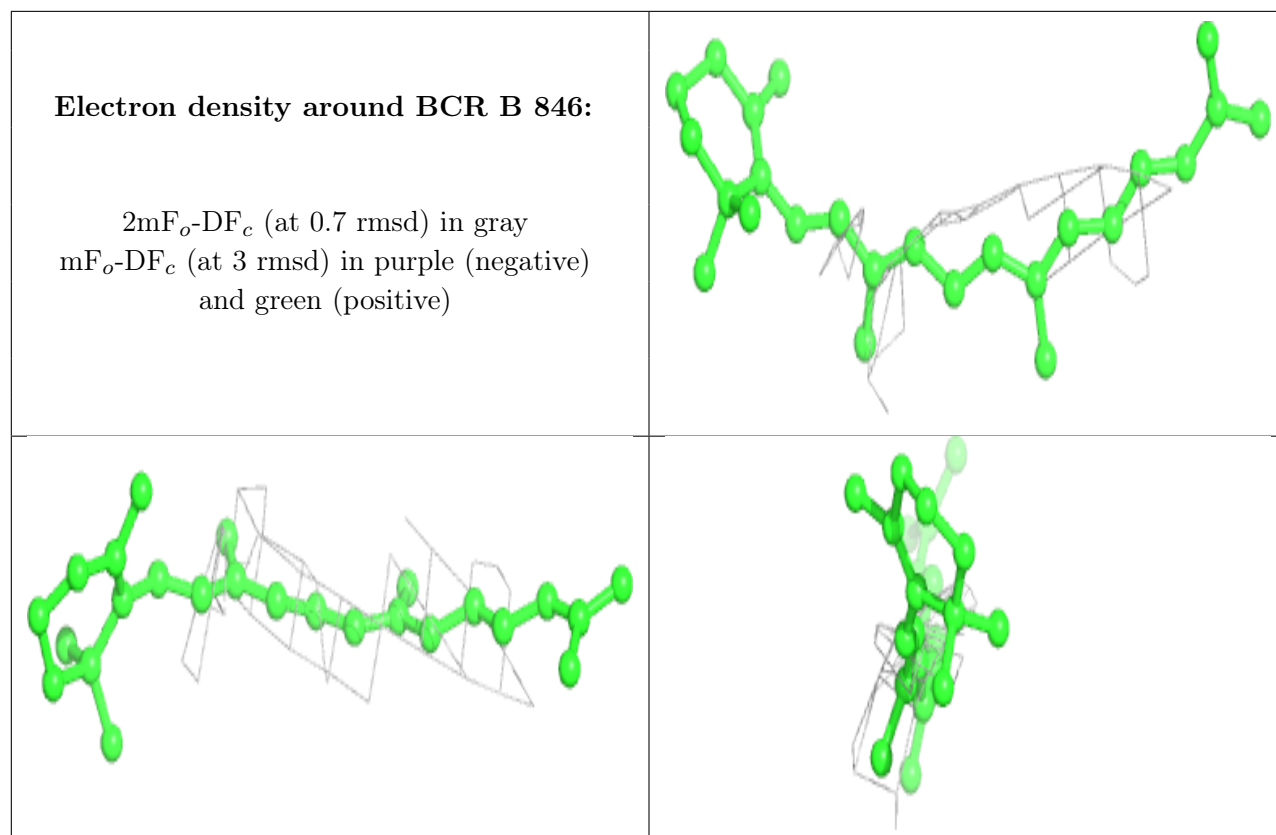 Electron density around BCR B 846:
2mFo-DFc (at 0.7 rmsd) in gray
mFo-DFc (at 3 rmsd) in purple (negative)
and green (positive)